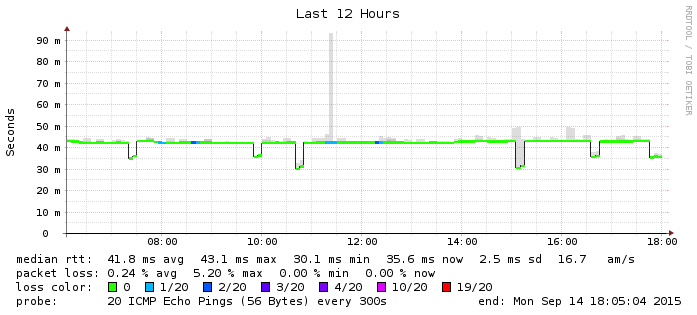 Last 12 Hours
RRDTOOL / TOBI OETIKER
Seconds
90 m
80 m
70 m
60 m
50 m
40 m
30 m
20 m
10 m
0
08:00 10:00 12:00 14:00 16:00 18:00
median rtt: 41.8 ms avg 43.1 ms max 30.1 ms min 35.6 ms now 2.5 ms sd 16.7 am/s
packet loss: 0.24 % avg 5.20 % max 0.00 % min 0.00 % now
loss color: 0 1/20 2/20 3/20 4/20 10/20 19/20
probe: 20 ICMP Echo Pings (56 Bytes) every 300s end: Mon Sep 14 18:05:04 2015